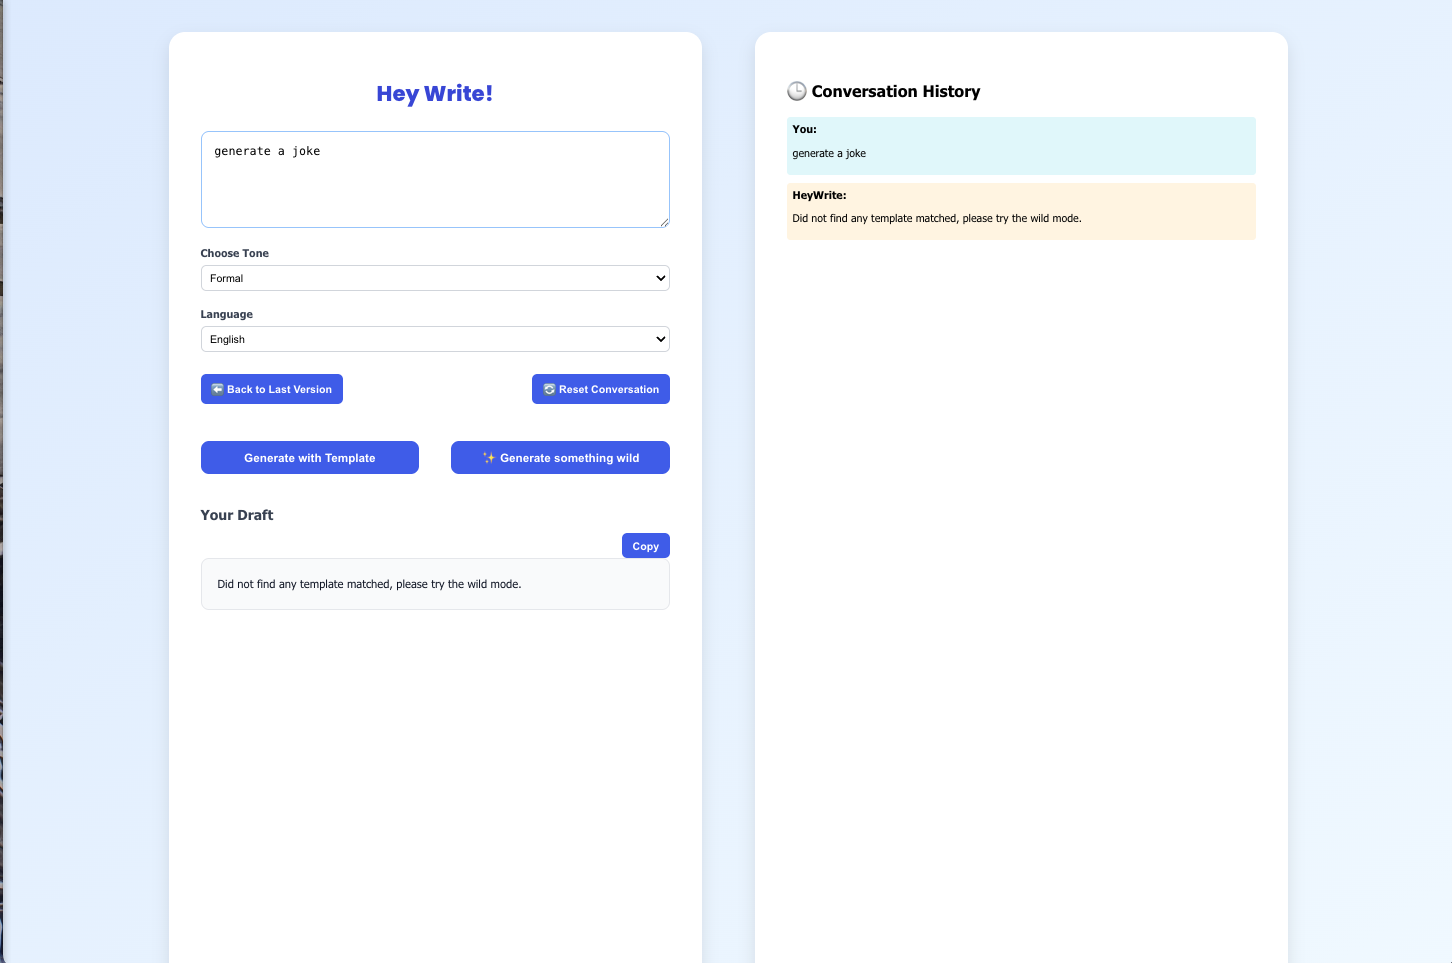 Hey Write!
generate a joke
Choose Tone
Formal
Language
English
⬅️ Back to Last Version
🔄 Reset Conversation
Generate with Template
✨ Generate something wild
Your Draft
Copy
Did not find any template matched, please try the wild mode.
🕒 Conversation History
You:
generate a joke
HeyWrite:
Did not find any template matched, please try the wild mode.